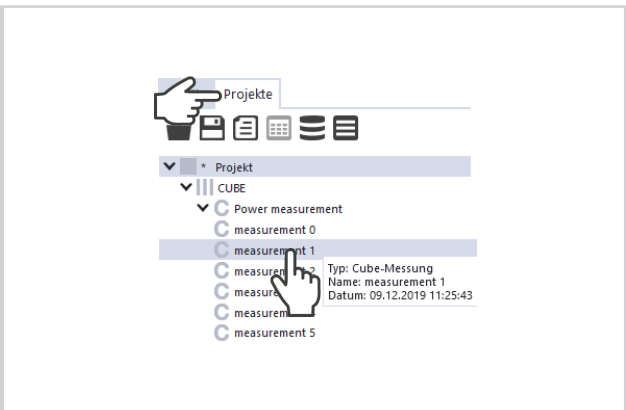 Projekte
* Projekt
CUBE
Power measurement
measurement 0
measurement 1
Typ: Cube-Messung
Name: measurement 1
Datum: 09.12.2019 11:25:43
measurement 5